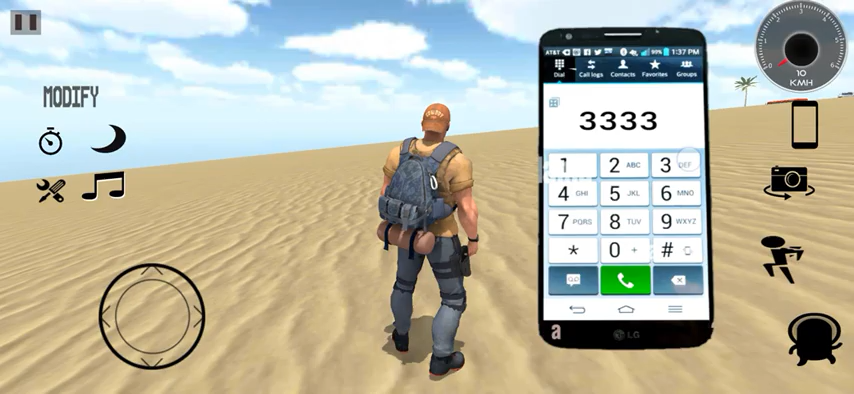 MODIFY
AT&T 99% 1:37 PM
Dial Call logs Contacts Favorites Groups
3333
1 2 ABC 3 DEF
4 GHI 5 JKL 6 MNO
7 PQRS 8 TUV 9 WXYZ
* 0 + #
a
LG
10
KMH